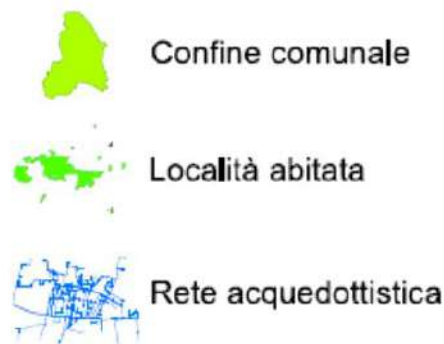 Confine comunale
Località abitata
Rete acquedottistica